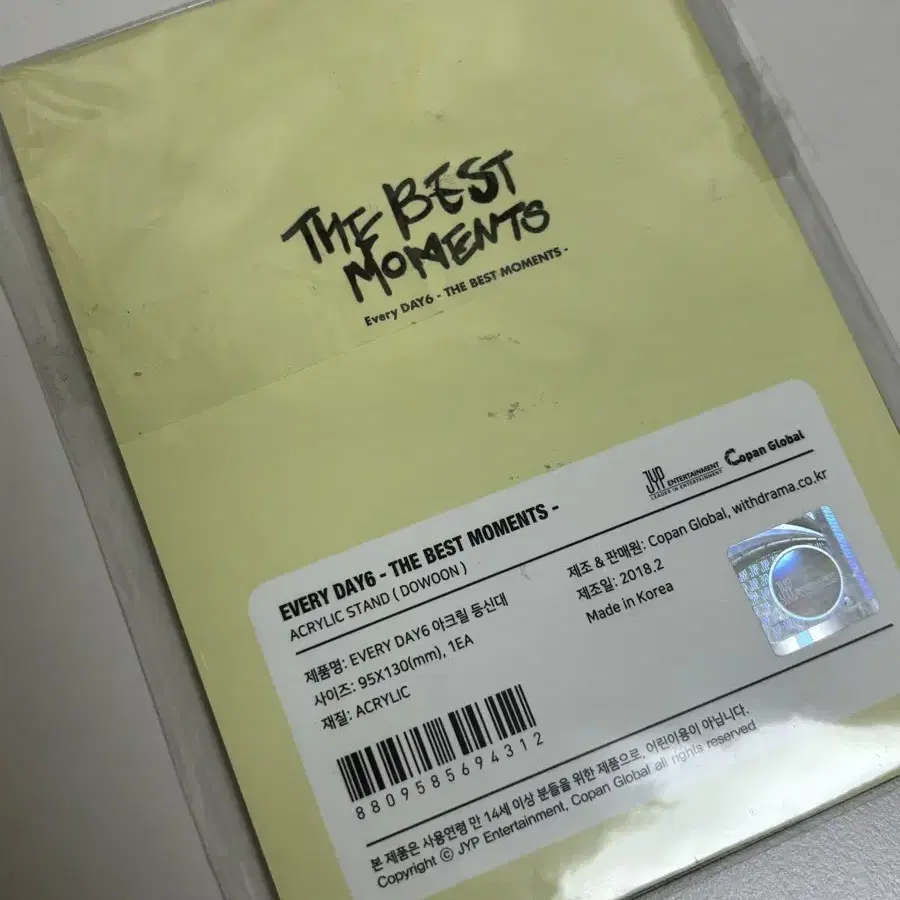 THE BEST
MOMENTS
Every DAY6 - THE BEST MOMENTS -
JYP ENTERTAINMENT
LEADER IN ENTERTAINMENT
Copan Global
EVERY DAY6 - THE BEST MOMENTS -
ACRYLIC STAND ( DOWOON )
제품명: EVERY DAY6 아크릴 등신대
사이즈: 95X130(mm), 1EA
재질: ACRYLIC
제조 & 판매원: Copan Global, withdrama.co.kr
제조일: 2018.2
Made in Korea
JYP
8809585694312
본 제품은 사용연령 만 14세 이상 분들을 위한 제품으로, 어린이용이 아닙니다.
Copyright ⓒ JYP Entertainment, Copan Global all rights reserved